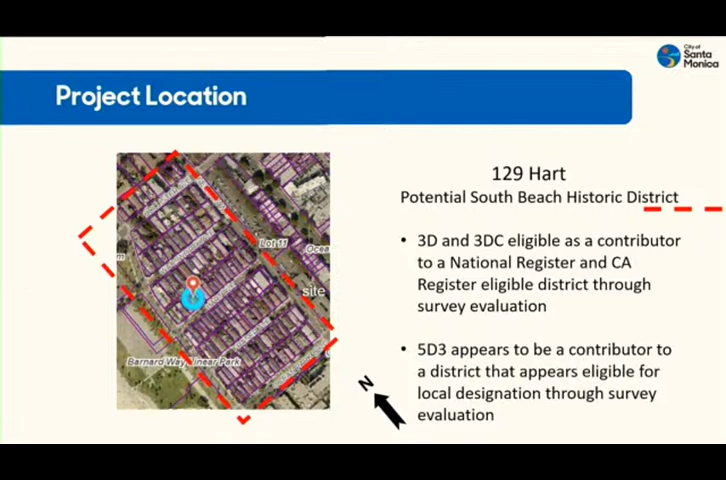 City of
Santa
Monica
Project Location
129 Hart
Potential South Beach Historic District
• 3D and 3DC eligible as a contributor
to a National Register and CA
Register eligible district through
survey evaluation
• 5D3 appears to be a contributor to
a district that appears eligible for
local designation through survey
evaluation
Lot 11
Ocea
site
Barnard Way Linear Park
N